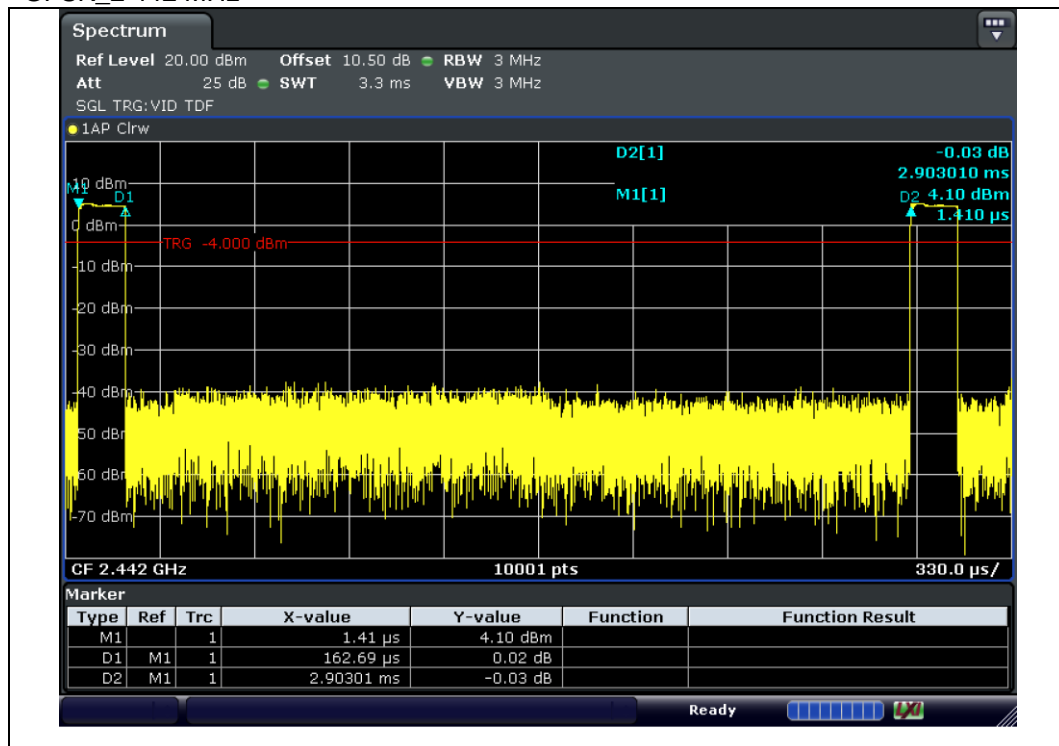 Spectrum
Ref Level 20.00 dBm Offset 10.50 dB RBW 3 MHz
Att 25 dB SWT 3.3 ms VBW 3 MHz
SGL TRG:VID TDF
1AP Clrw
D2[1] -0.03 dB
2.903010 ms
M1[1] 4.10 dBm
1.410 µs
M1
D1
D2
10 dBm
0 dBm
TRG -4.000 dBm
-10 dBm
-20 dBm
-30 dBm
-40 dBm
-50 dBm
-60 dBm
-70 dBm
CF 2.442 GHz 10001 pts 330.0 µs/
Marker
Type Ref Trc X-value Y-value Function Function Result
M1 1 1.41 µs 4.10 dBm
D1 M1 1 162.69 µs 0.02 dB
D2 M1 1 2.90301 ms -0.03 dB
Ready LXI